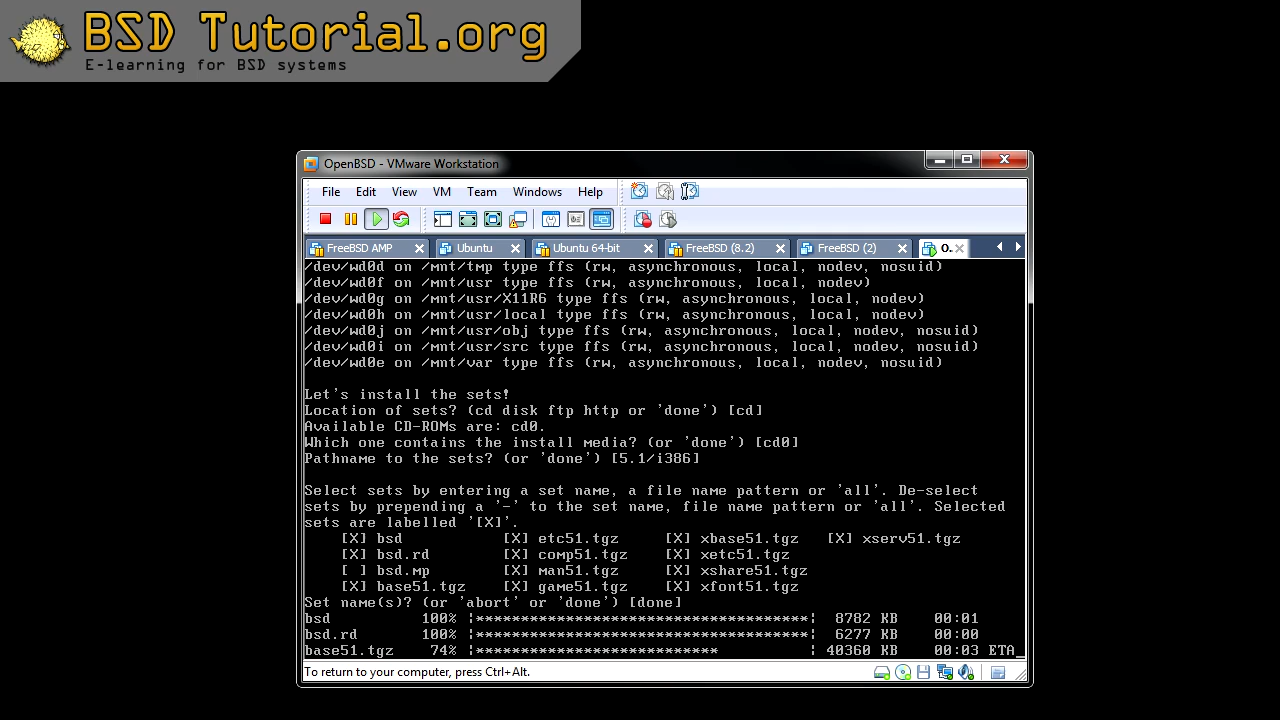 BSD Tutorial.org
E-learning for BSD systems
OpenBSD - VMware Workstation
File Edit View VM Team Windows Help
FreeBSD AMP Ubuntu Ubuntu 64-bit FreeBSD (8.2) FreeBSD (2) O.
/dev/wd0d on /mnt/tmp type ffs (rw, asynchronous, local, nodev, nosuid)
/dev/wd0f on /mnt/usr type ffs (rw, asynchronous, local, nodev)
/dev/wd0g on /mnt/usr/X11R6 type ffs (rw, asynchronous, local, nodev)
/dev/wd0h on /mnt/usr/local type ffs (rw, asynchronous, local, nodev)
/dev/wd0j on /mnt/usr/obj type ffs (rw, asynchronous, local, nodev, nosuid)
/dev/wd0i on /mnt/usr/src type ffs (rw, asynchronous, local, nodev, nosuid)
/dev/wd0e on /mnt/var type ffs (rw, asynchronous, local, nodev, nosuid)
Let's install the sets!
Location of sets? (cd disk ftp http or 'done') [cd]
Available CD-ROMs are: cd0.
Which one contains the install media? (or 'done') [cd0]
Pathname to the sets? (or 'done') [5.1/i386]
Select sets by entering a set name, a file name pattern or 'all'. De-select
sets by prepending a '-' to the set name, file name pattern or 'all'. Selected
sets are labelled '[X]'.
[X] bsd [X] etc51.tgz [X] xbase51.tgz [X] xserv51.tgz
[X] bsd.rd [X] comp51.tgz [X] xetc51.tgz
[ ] bsd.mp [X] man51.tgz [X] xshare51.tgz
[X] base51.tgz [X] game51.tgz [X] xfont51.tgz
Set name(s)? (or 'abort' or 'done') [done]
bsd 100% |*************************************| 8782 KB 00:01
bsd.rd 100% |*************************************| 6277 KB 00:00
base51.tgz 74% |*************************** | 40360 KB 00:03 ETA_
To return to your computer, press Ctrl+Alt.